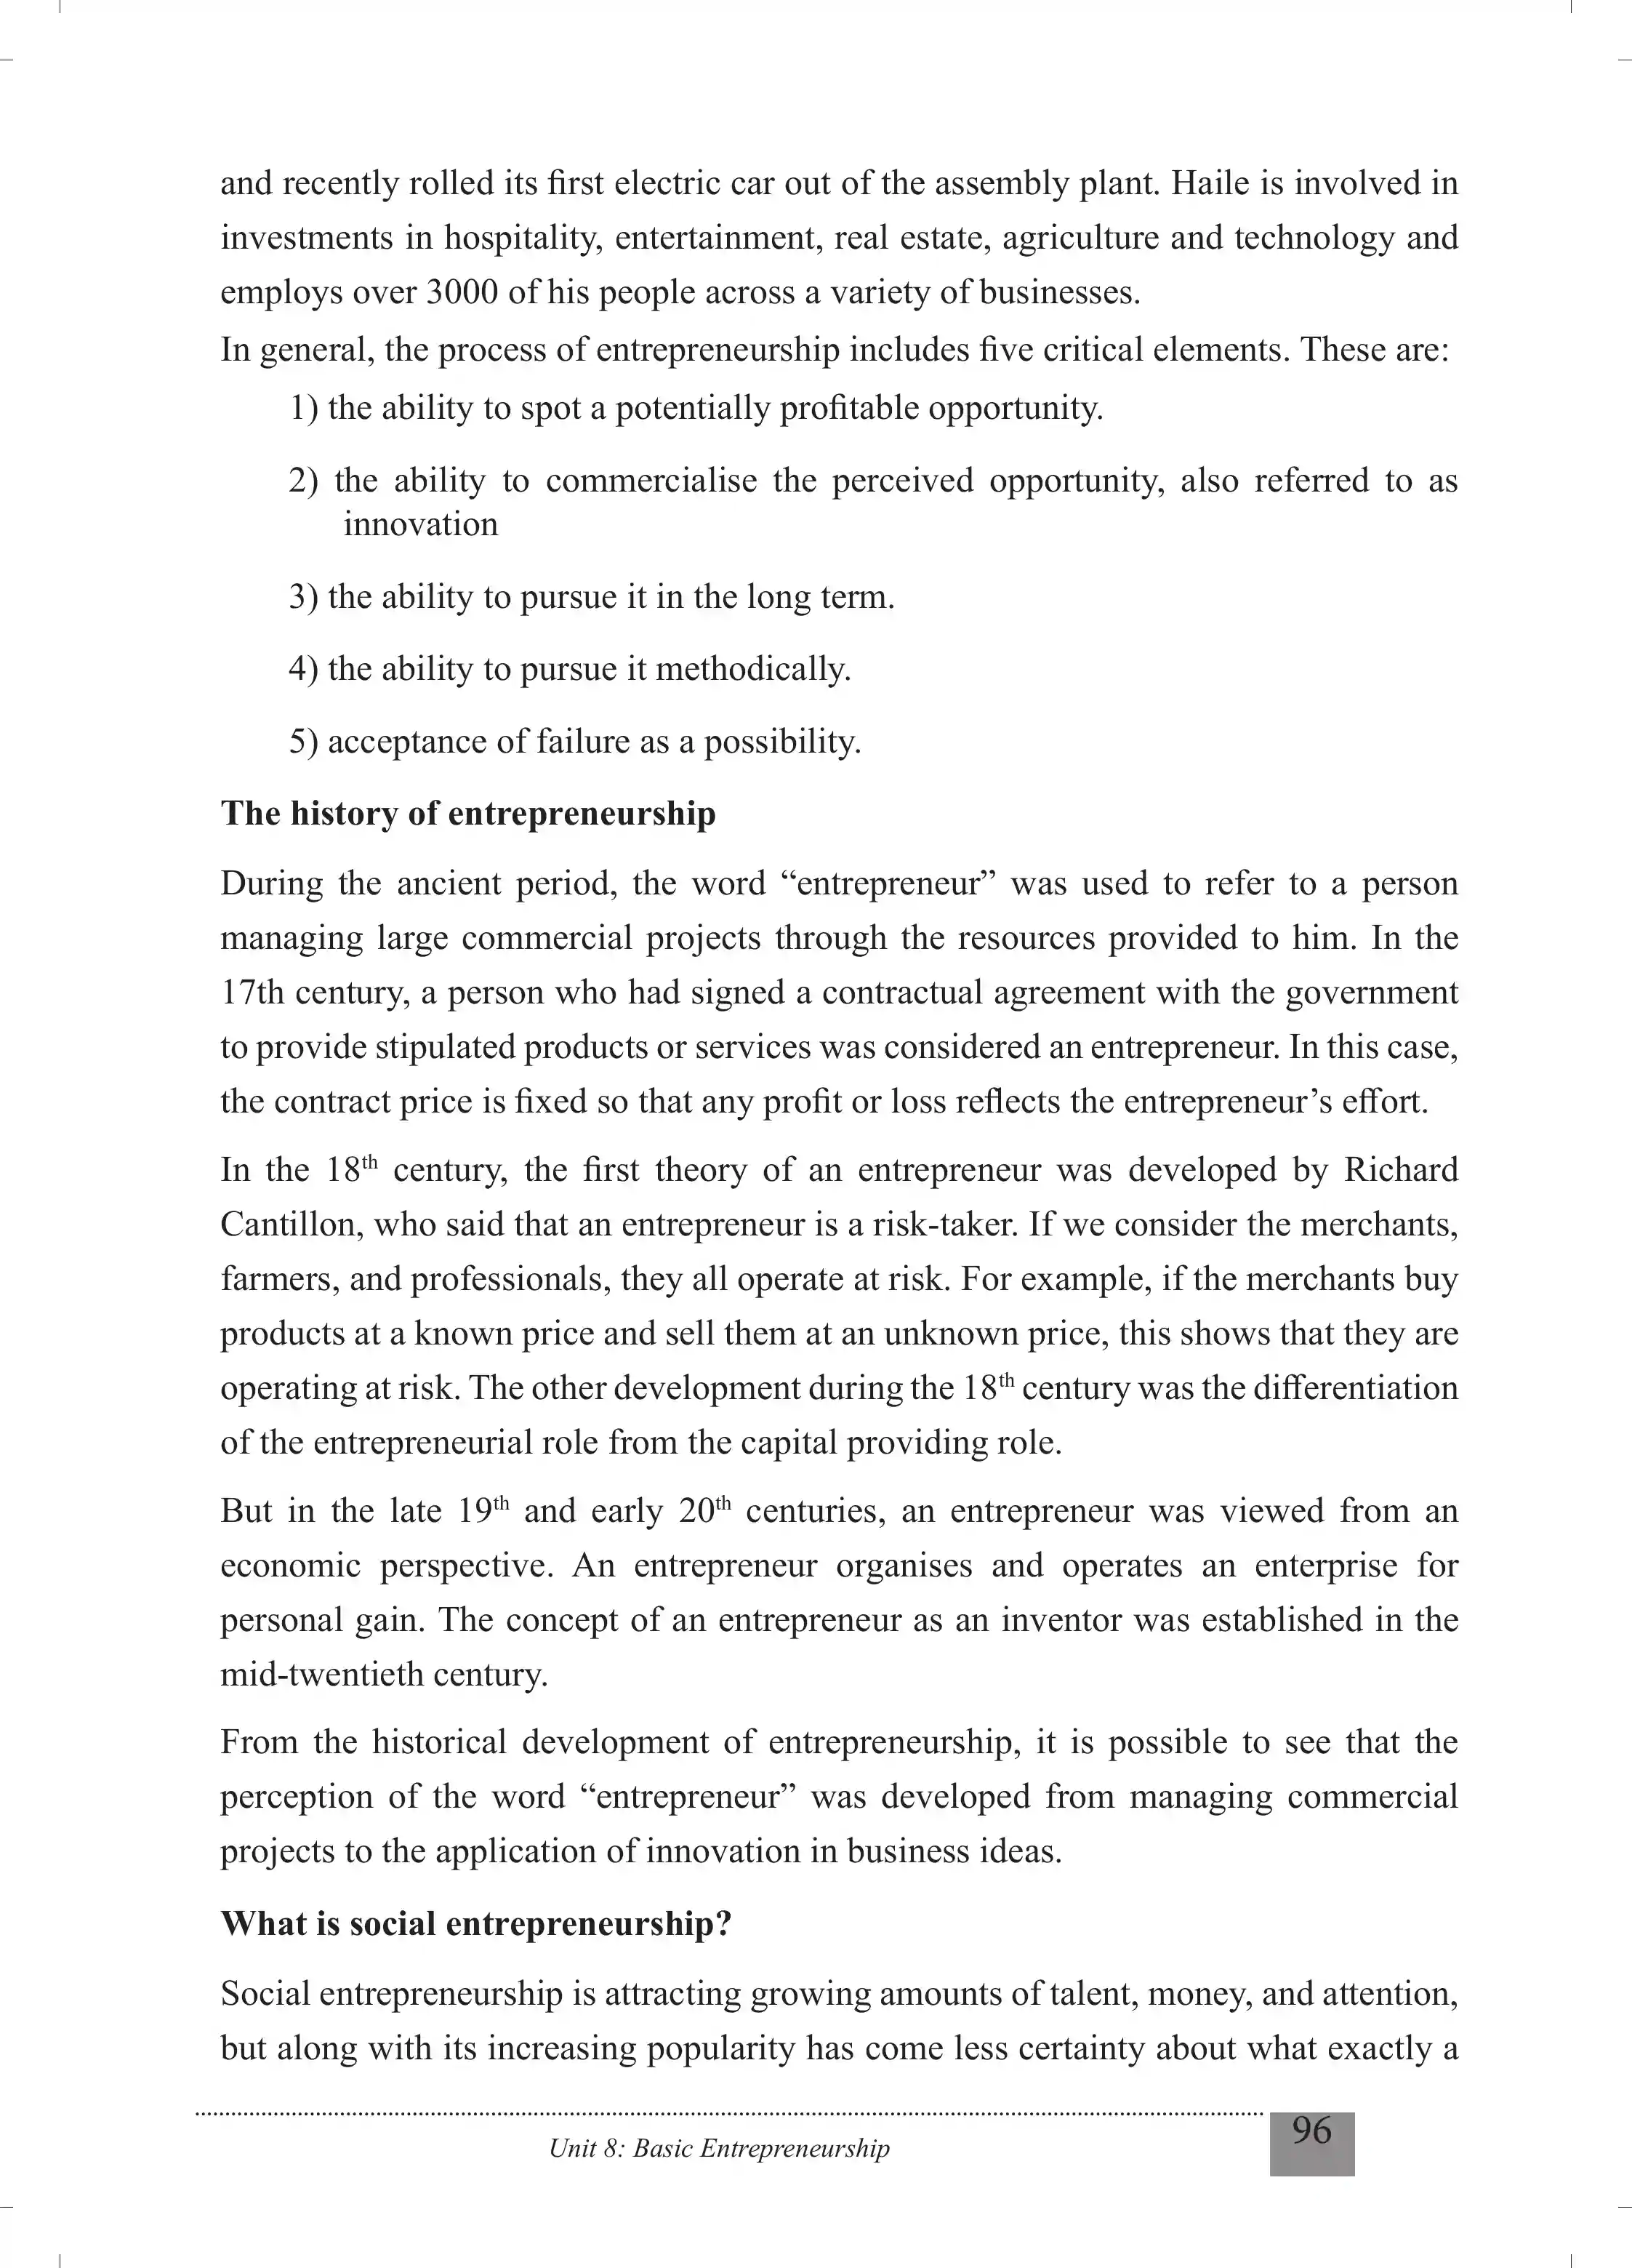 and recently rolled its first electric car out of the assembly plant. Haile is involved in
investments in hospitality, entertainment, real estate, agriculture and technology and
employs over 3000 of his people across a variety of businesses.
In general, the process of entrepreneurship includes five critical elements. These are:
1) the ability to spot a potentially profitable opportunity.
2) the ability to commercialise the perceived opportunity, also referred to as
innovation
3) the ability to pursue it in the long term.
4) the ability to pursue it methodically.
5) acceptance of failure as a possibility.
The history of entrepreneurship
During the ancient period, the word “entrepreneur” was used to refer to a person
managing large commercial projects through the resources provided to him. In the
17th century, a person who had signed a contractual agreement with the government
to provide stipulated products or services was considered an entrepreneur. In this case,
the contract price is fixed so that any profit or loss reflects the entrepreneur’s effort.
In the 18th century, the first theory of an entrepreneur was developed by Richard
Cantillon, who said that an entrepreneur is a risk-taker. If we consider the merchants,
farmers, and professionals, they all operate at risk. For example, if the merchants buy
products at a known price and sell them at an unknown price, this shows that they are
operating at risk. The other development during the 18th century was the differentiation
of the entrepreneurial role from the capital providing role.
But in the late 19th and early 20th centuries, an entrepreneur was viewed from an
economic perspective. An entrepreneur organises and operates an enterprise for
personal gain. The concept of an entrepreneur as an inventor was established in the
mid-twentieth century.
From the historical development of entrepreneurship, it is possible to see that the
perception of the word “entrepreneur” was developed from managing commercial
projects to the application of innovation in business ideas.
What is social entrepreneurship?
Social entrepreneurship is attracting growing amounts of talent, money, and attention,
but along with its increasing popularity has come less certainty about what exactly a
Unit 8: Basic Entrepreneurship
96